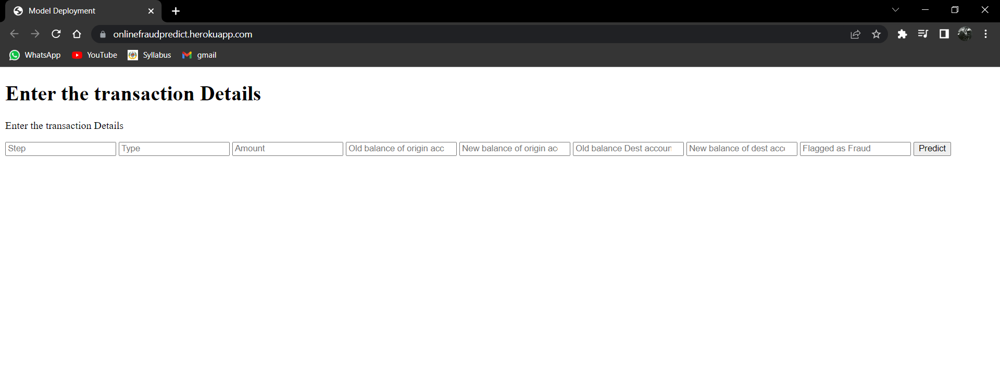 Model Deployment
onlinefraudpredict.herokuapp.com
WhatsApp YouTube Syllabus gmail
Enter the transaction Details
Enter the transaction Details
Step Type Amount Old balance of origin acc New balance of origin acc Old balance Dest accoun New balance of dest acco Flagged as Fraud Predict